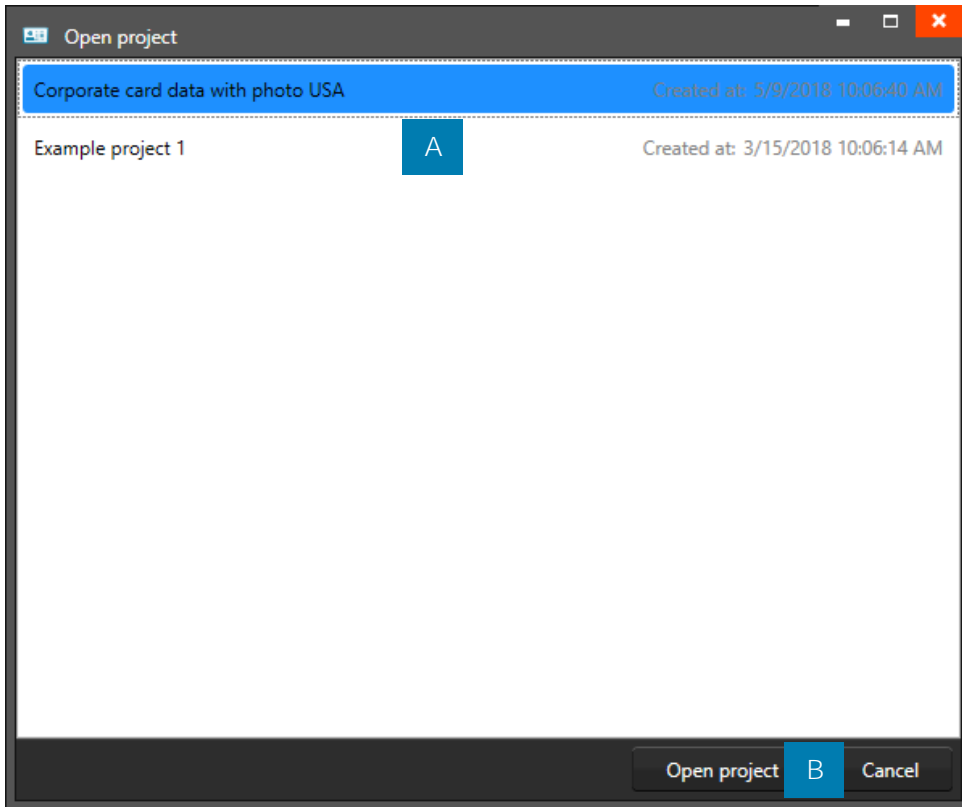 Open project
Corporate card data with photo USA Created at: 5/9/2018 10:06:40 AM
A
Example project 1 Created at: 3/15/2018 10:06:14 AM
Open project B Cancel